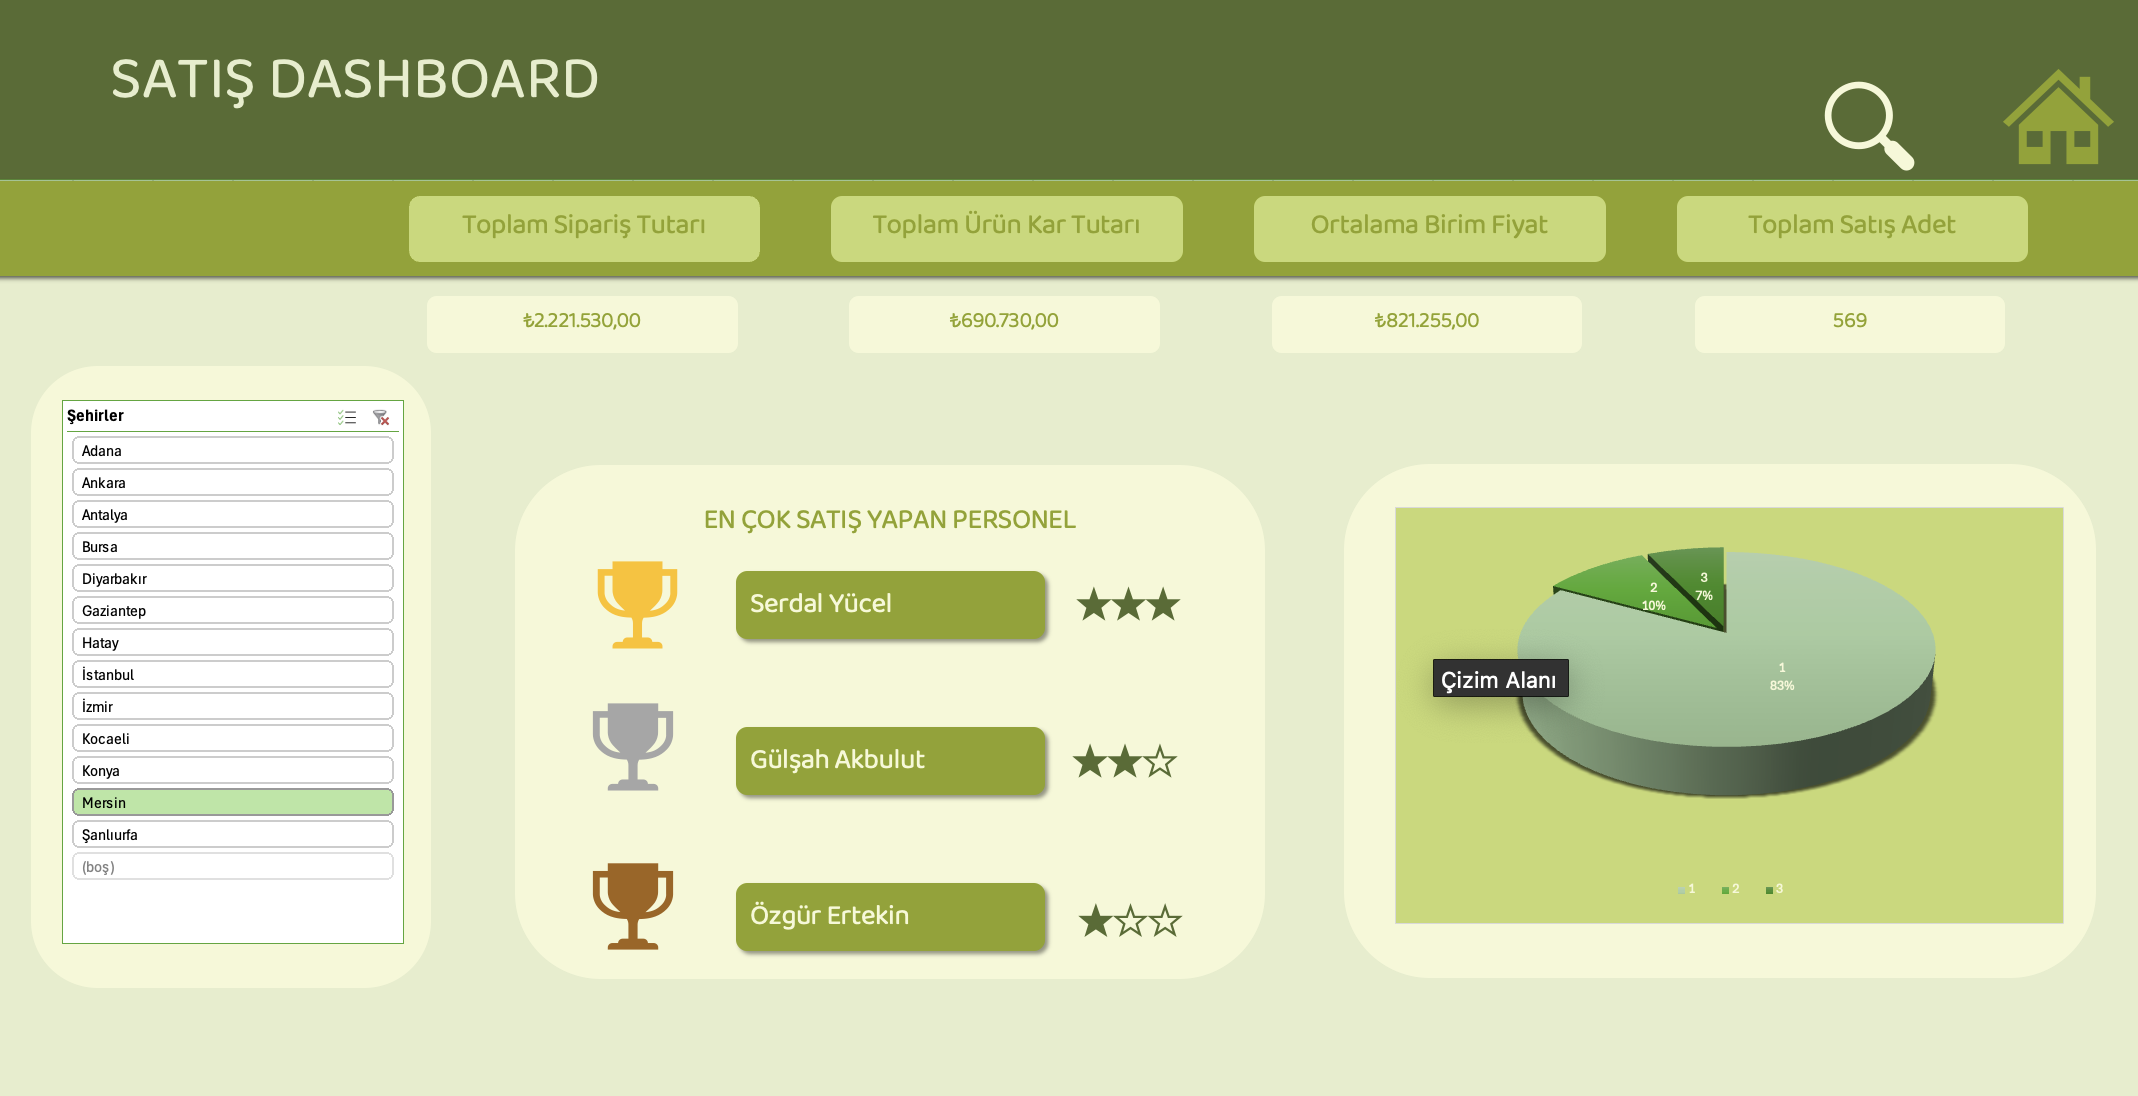 SATIŞ DASHBOARD
Toplam Sipariş Tutarı
Toplam Ürün Kar Tutarı
Ortalama Birim Fiyat
Toplam Satış Adet
₺2.221.530,00
₺690.730,00
₺821.255,00
569
Şehirler
Adana
Ankara
Antalya
Bursa
Diyarbakır
Gaziantep
Hatay
İstanbul
İzmir
Kocaeli
Konya
Mersin
Şanlıurfa
(boş)
EN ÇOK SATIŞ YAPAN PERSONEL
Serdal Yücel
Gülşah Akbulut
Özgür Ertekin
3
7%
2
10%
1
83%
Çizim Alanı
1 2 3